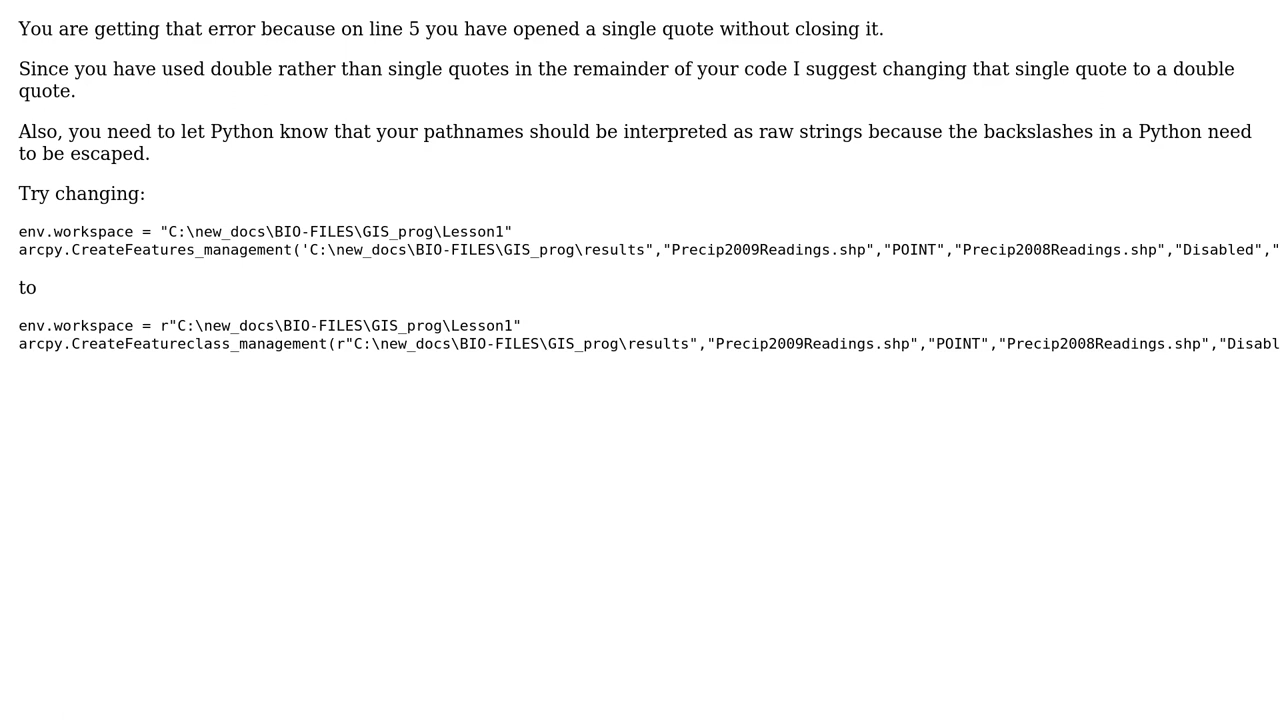 You are getting that error because on line 5 you have opened a single quote without closing it.
Since you have used double rather than single quotes in the remainder of your code I suggest changing that single quote to a double
quote.
Also, you need to let Python know that your pathnames should be interpreted as raw strings because the backslashes in a Python need
to be escaped.
Try changing:
env.workspace = "C:\new_docs\BIO-FILES\GIS_prog\Lesson1"
arcpy.CreateFeatures_management('C:\new_docs\BIO-FILES\GIS_prog\results","Precip2009Readings.shp","POINT","Precip2008Readings.shp","Disabled","
to
env.workspace = r"C:\new_docs\BIO-FILES\GIS_prog\Lesson1"
arcpy.CreateFeatureclass_management(r"C:\new_docs\BIO-FILES\GIS_prog\results","Precip2009Readings.shp","POINT","Precip2008Readings.shp","Disabl